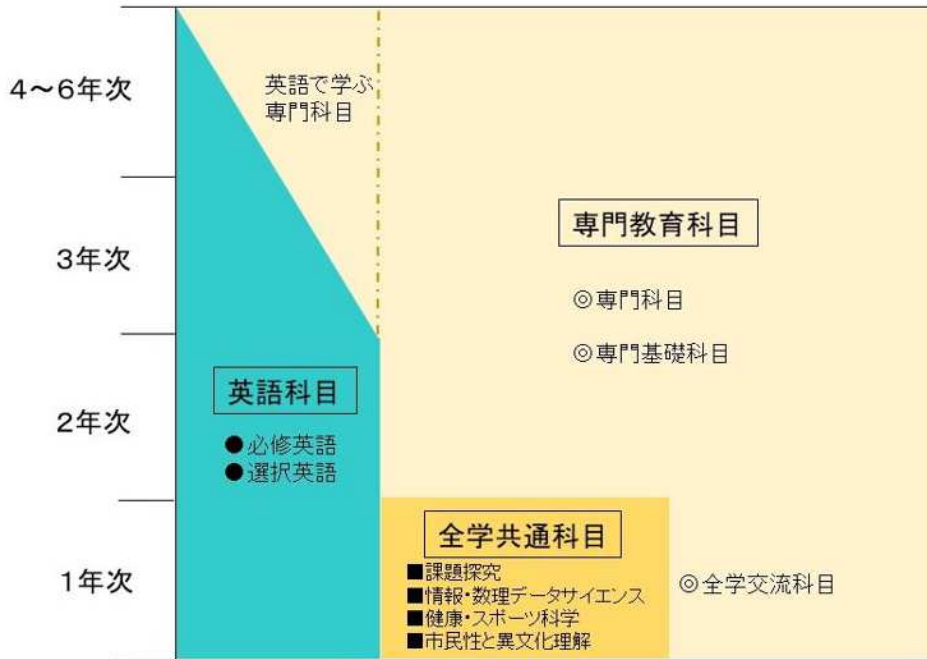 4～6年次
英語で学ぶ
専門科目
専門教育科目
3年次
◎専門科目
◎専門基礎科目
英語科目
2年次
●必修英語
●選択英語
全学共通科目
■課題探究
1年次
■情報・数理データサイエンス
◎全学交流科目
■健康・スポーツ科学
■市民性と異文化理解